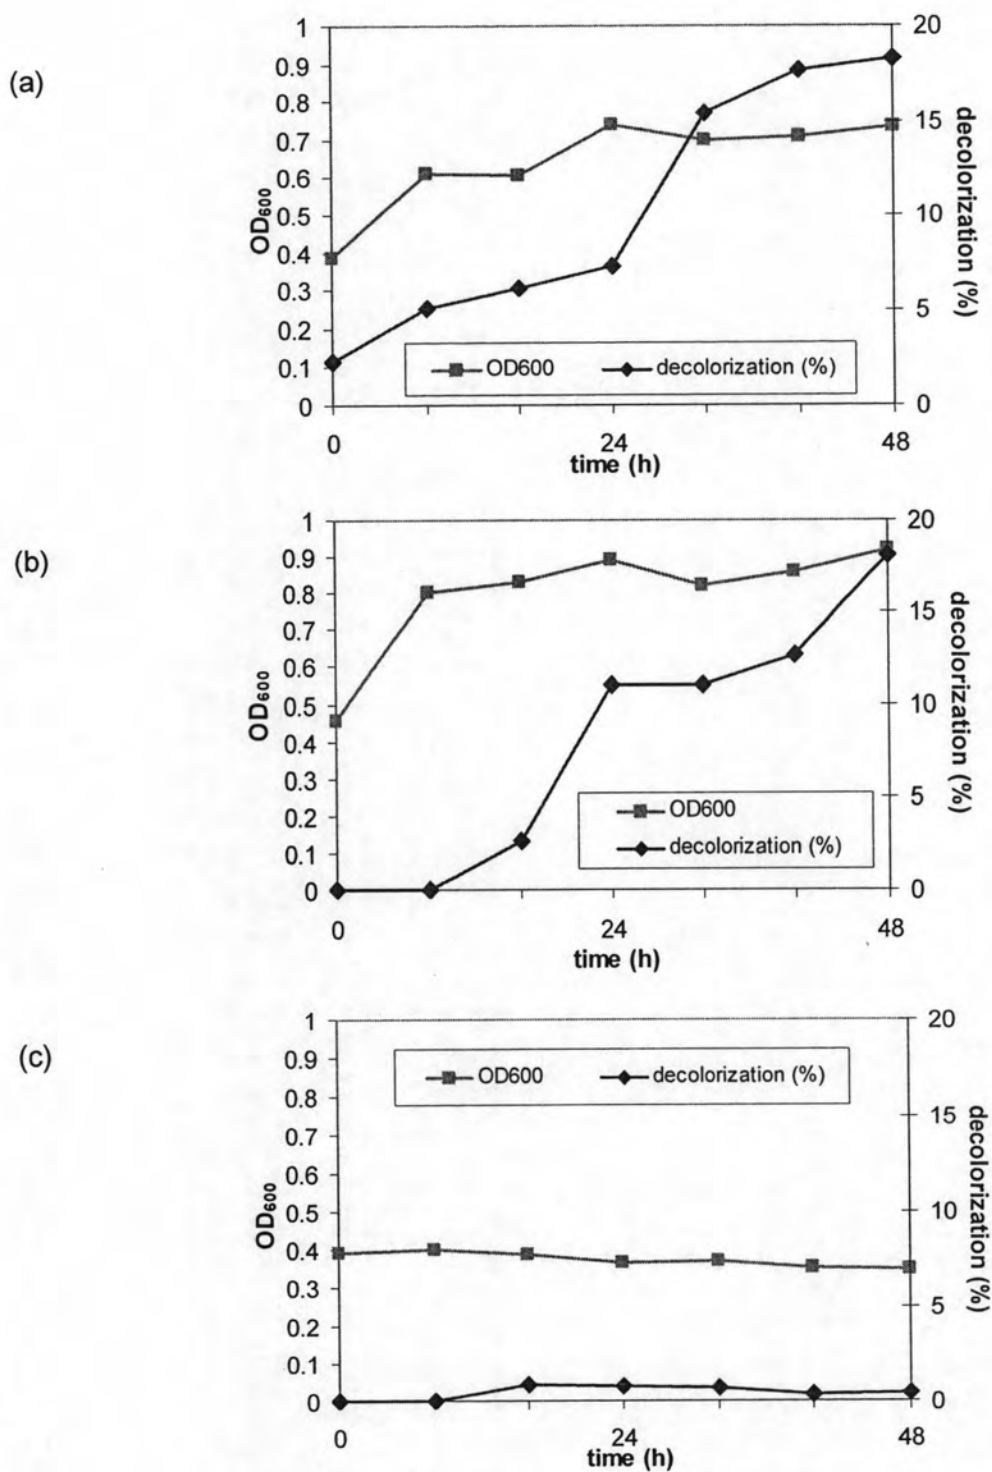 (a)
1
0.9
0.8
0.7
0.6
0.5
0.4
0.3
0.2
0.1
0
OD600
20
15
10
5
0
decolorization (%)
OD600 decolorization (%)
0 24 48
time (h)
(b)
1
0.9
0.8
0.7
0.6
0.5
0.4
0.3
0.2
0.1
0
OD600
20
15
10
5
0
decolorization (%)
OD600
decolorization (%)
0 24 48
time (h)
(c)
1
0.9
0.8
0.7
0.6
0.5
0.4
0.3
0.2
0.1
0
OD600
20
15
10
5
0
decolorization (%)
OD600 decolorization (%)
0 24 48
time (h)